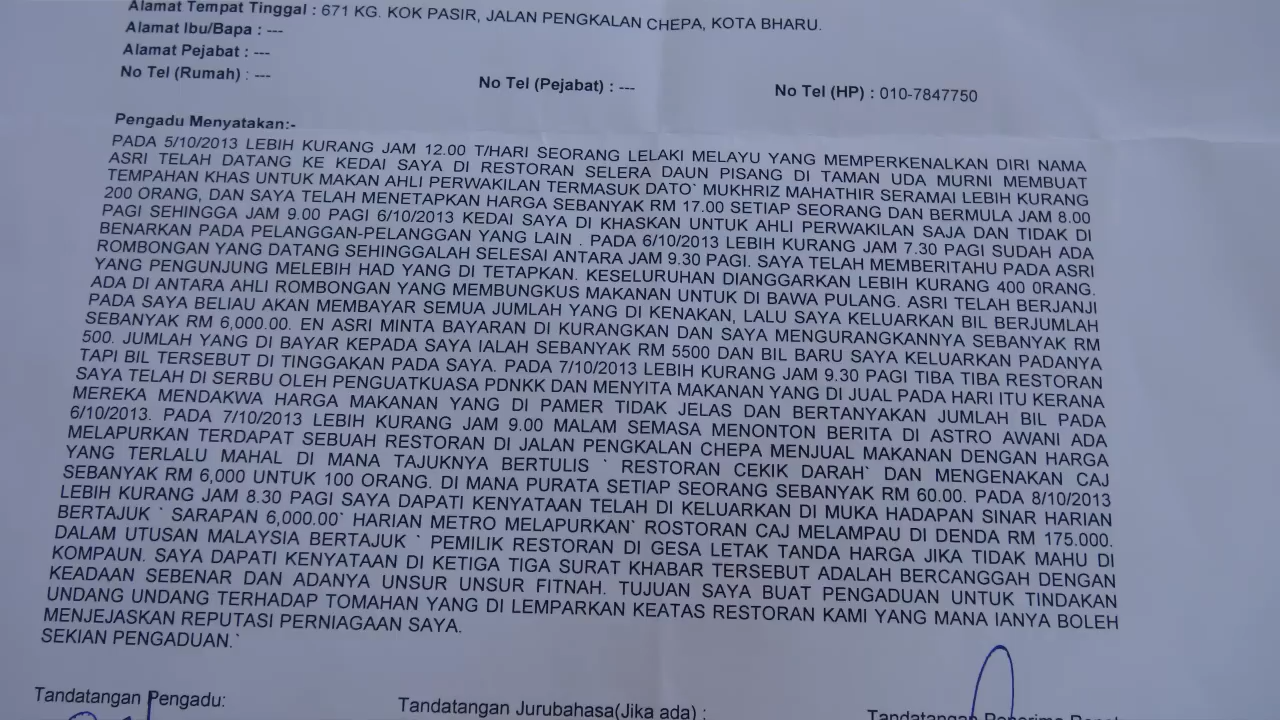 Alamat Tempat Tinggal : 671 KG. KOK PASIR, JALAN PENGKALAN CHEPA, KOTA BHARU.
Alamat Ibu/Bapa : ---
Alamat Pejabat : ---
No Tel (Rumah) : --- No Tel (Pejabat) : --- No Tel (HP) : 010-7847750
Pengadu Menyatakan:-
PADA 5/10/2013 LEBIH KURANG JAM 12.00 T/HARI SEORANG LELAKI MELAYU YANG MEMPERKENALKAN DIRI NAMA
ASRI TELAH DATANG KE KEDAI SAYA DI RESTORAN SELERA DAUN PISANG DI TAMAN UDA MURNI MEMBUAT
TEMPAHAN KHAS UNTUK MAKAN AHLI PERWAKILAN TERMASUK DATO` MUKHRIZ MAHATHIR SERAMAI LEBIH KURANG
200 ORANG, DAN SAYA TELAH MENETAPKAN HARGA SEBANYAK RM 17.00 SETIAP SEORANG DAN BERMULA JAM 8.00
PAGI SEHINGGA JAM 9.00 PAGI 6/10/2013 KEDAI SAYA DI KHASKAN UNTUK AHLI PERWAKILAN SAJA DAN TIDAK DI
BENARKAN PADA PELANGGAN-PELANGGAN YANG LAIN . PADA 6/10/2013 LEBIH KURANG JAM 7.30 PAGI SUDAH ADA
ROMBONGAN YANG DATANG SEHINGGALAH SELESAI ANTARA JAM 9.30 PAGI. SAYA TELAH MEMBERITAHU PADA ASRI
YANG PENGUNJUNG MELEBIH HAD YANG DI TETAPKAN. KESELURUHAN DIANGGARKAN LEBIH KURANG 400 0RANG.
ADA DI ANTARA AHLI ROMBONGAN YANG MEMBUNGKUS MAKANAN UNTUK DI BAWA PULANG. ASRI TELAH BERJANJI
PADA SAYA BELIAU AKAN MEMBAYAR SEMUA JUMLAH YANG DI KENAKAN, LALU SAYA KELUARKAN BIL BERJUMLAH
SEBANYAK RM 6,000.00. EN ASRI MINTA BAYARAN DI KURANGKAN DAN SAYA MENGURANGKANNYA SEBANYAK RM
500. JUMLAH YANG DI BAYAR KEPADA SAYA IALAH SEBANYAK RM 5500 DAN BIL BARU SAYA KELUARKAN PADANYA
TAPI BIL TERSEBUT DI TINGGAKAN PADA SAYA. PADA 7/10/2013 LEBIH KURANG JAM 9.30 PAGI TIBA TIBA RESTORAN
SAYA TELAH DI SERBU OLEH PENGUATKUASA PDNKK DAN MENYITA MAKANAN YANG DI JUAL PADA HARI ITU KERANA
MEREKA MENDAKWA HARGA MAKANAN YANG DI PAMER TIDAK JELAS DAN BERTANYAKAN JUMLAH BIL PADA
6/10/2013. PADA 7/10/2013 LEBIH KURANG JAM 9.00 MALAM SEMASA MENONTON BERITA DI ASTRO AWANI ADA
MELAPURKAN TERDAPAT SEBUAH RESTORAN DI JALAN PENGKALAN CHEPA MENJUAL MAKANAN DENGAN HARGA
YANG TERLALU MAHAL DI MANA TAJUKNYA BERTULIS ` RESTORAN CEKIK DARAH` DAN MENGENAKAN CAJ
SEBANYAK RM 6,000 UNTUK 100 ORANG. DI MANA PURATA SETIAP SEORANG SEBANYAK RM 60.00. PADA 8/10/2013
LEBIH KURANG JAM 8.30 PAGI SAYA DAPATI KENYATAAN TELAH DI KELUARKAN DI MUKA HADAPAN SINAR HARIAN
BERTAJUK ` SARAPAN 6,000.00` HARIAN METRO MELAPURKAN` ROSTORAN CAJ MELAMPAU DI DENDA RM 175.000.
DALAM UTUSAN MALAYSIA BERTAJUK ` PEMILIK RESTORAN DI GESA LETAK TANDA HARGA JIKA TIDAK MAHU DI
KOMPAUN. SAYA DAPATI KENYATAAN DI KETIGA TIGA SURAT KHABAR TERSEBUT ADALAH BERCANGGAH DENGAN
KEADAAN SEBENAR DAN ADANYA UNSUR UNSUR FITNAH. TUJUAN SAYA BUAT PENGADUAN UNTUK TINDAKAN
UNDANG UNDANG TERHADAP TOMAHAN YANG DI LEMPARKAN KEATAS RESTORAN KAMI YANG MANA IANYA BOLEH
MENJEJASKAN REPUTASI PERNIAGAAN SAYA.
SEKIAN PENGADUAN.`
Tandatangan Pengadu: Tandatangan Jurubahasa(Jika ada) : Tandatangan Penerima